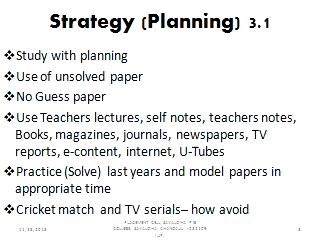 Strategy (Planning) 3.1
❖Study with planning
❖Use of unsolved paper
❖No Guess paper
❖Use Teachers lectures, self notes, teachers notes,
Books, magazines, journals, newspapers, TV
reports, e-content, internet, U-Tubes
❖Practice (Solve) last years and model papers in
appropriate time
❖Cricket match and TV serials– how avoid
PLACEMENT CELL